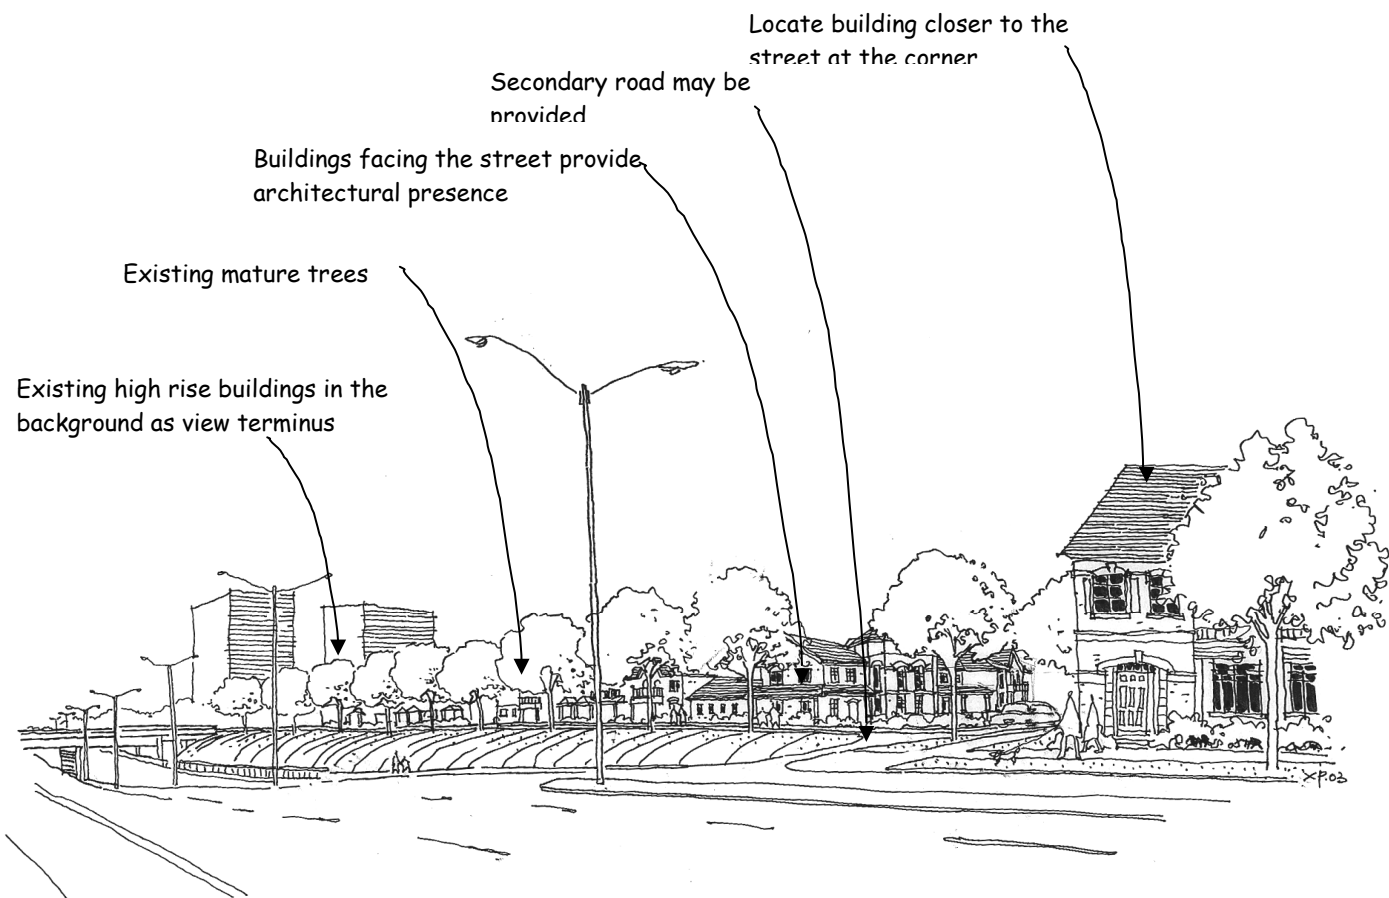 Locate building closer to the
street at the corner
Secondary road may be
provided
Buildings facing the street provide
architectural presence
Existing mature trees
Existing high rise buildings in the
background as view terminus
X.P.03